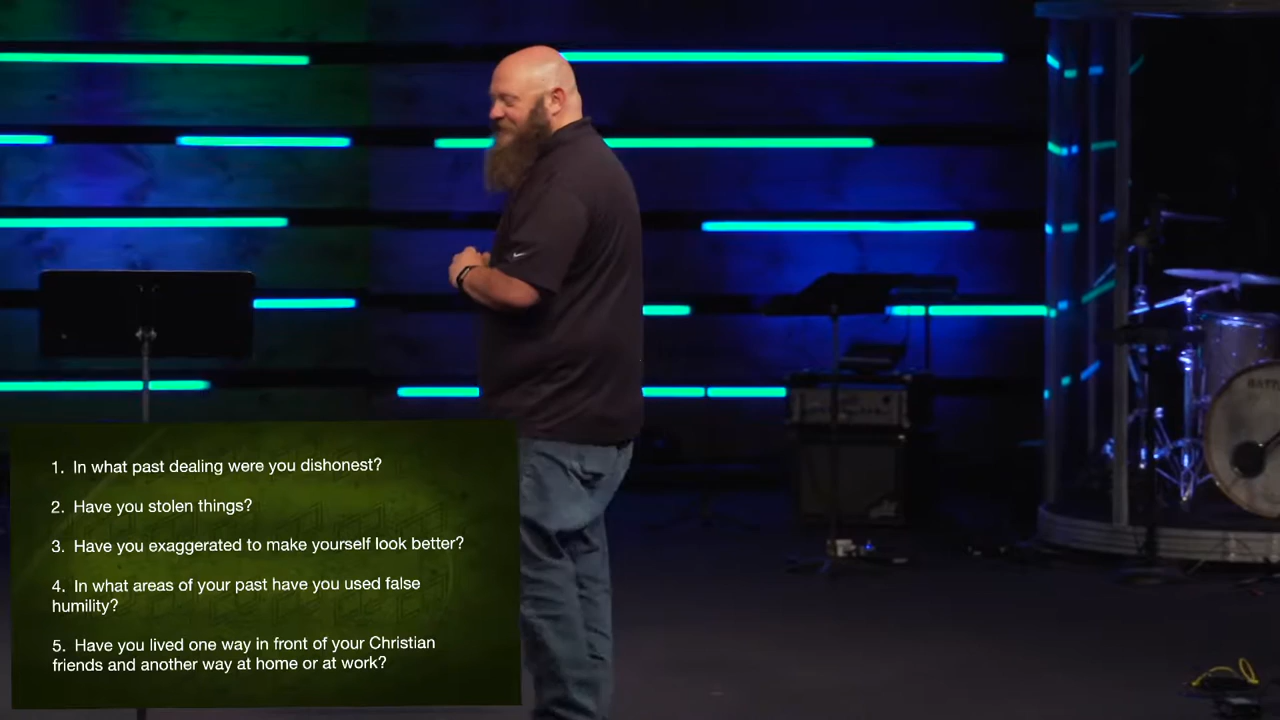 1. In what past dealing were you dishonest?
2. Have you stolen things?
3. Have you exaggerated to make yourself look better?
4. In what areas of your past have you used false
humility?
5. Have you lived one way in front of your Christian
friends and another way at home or at work?